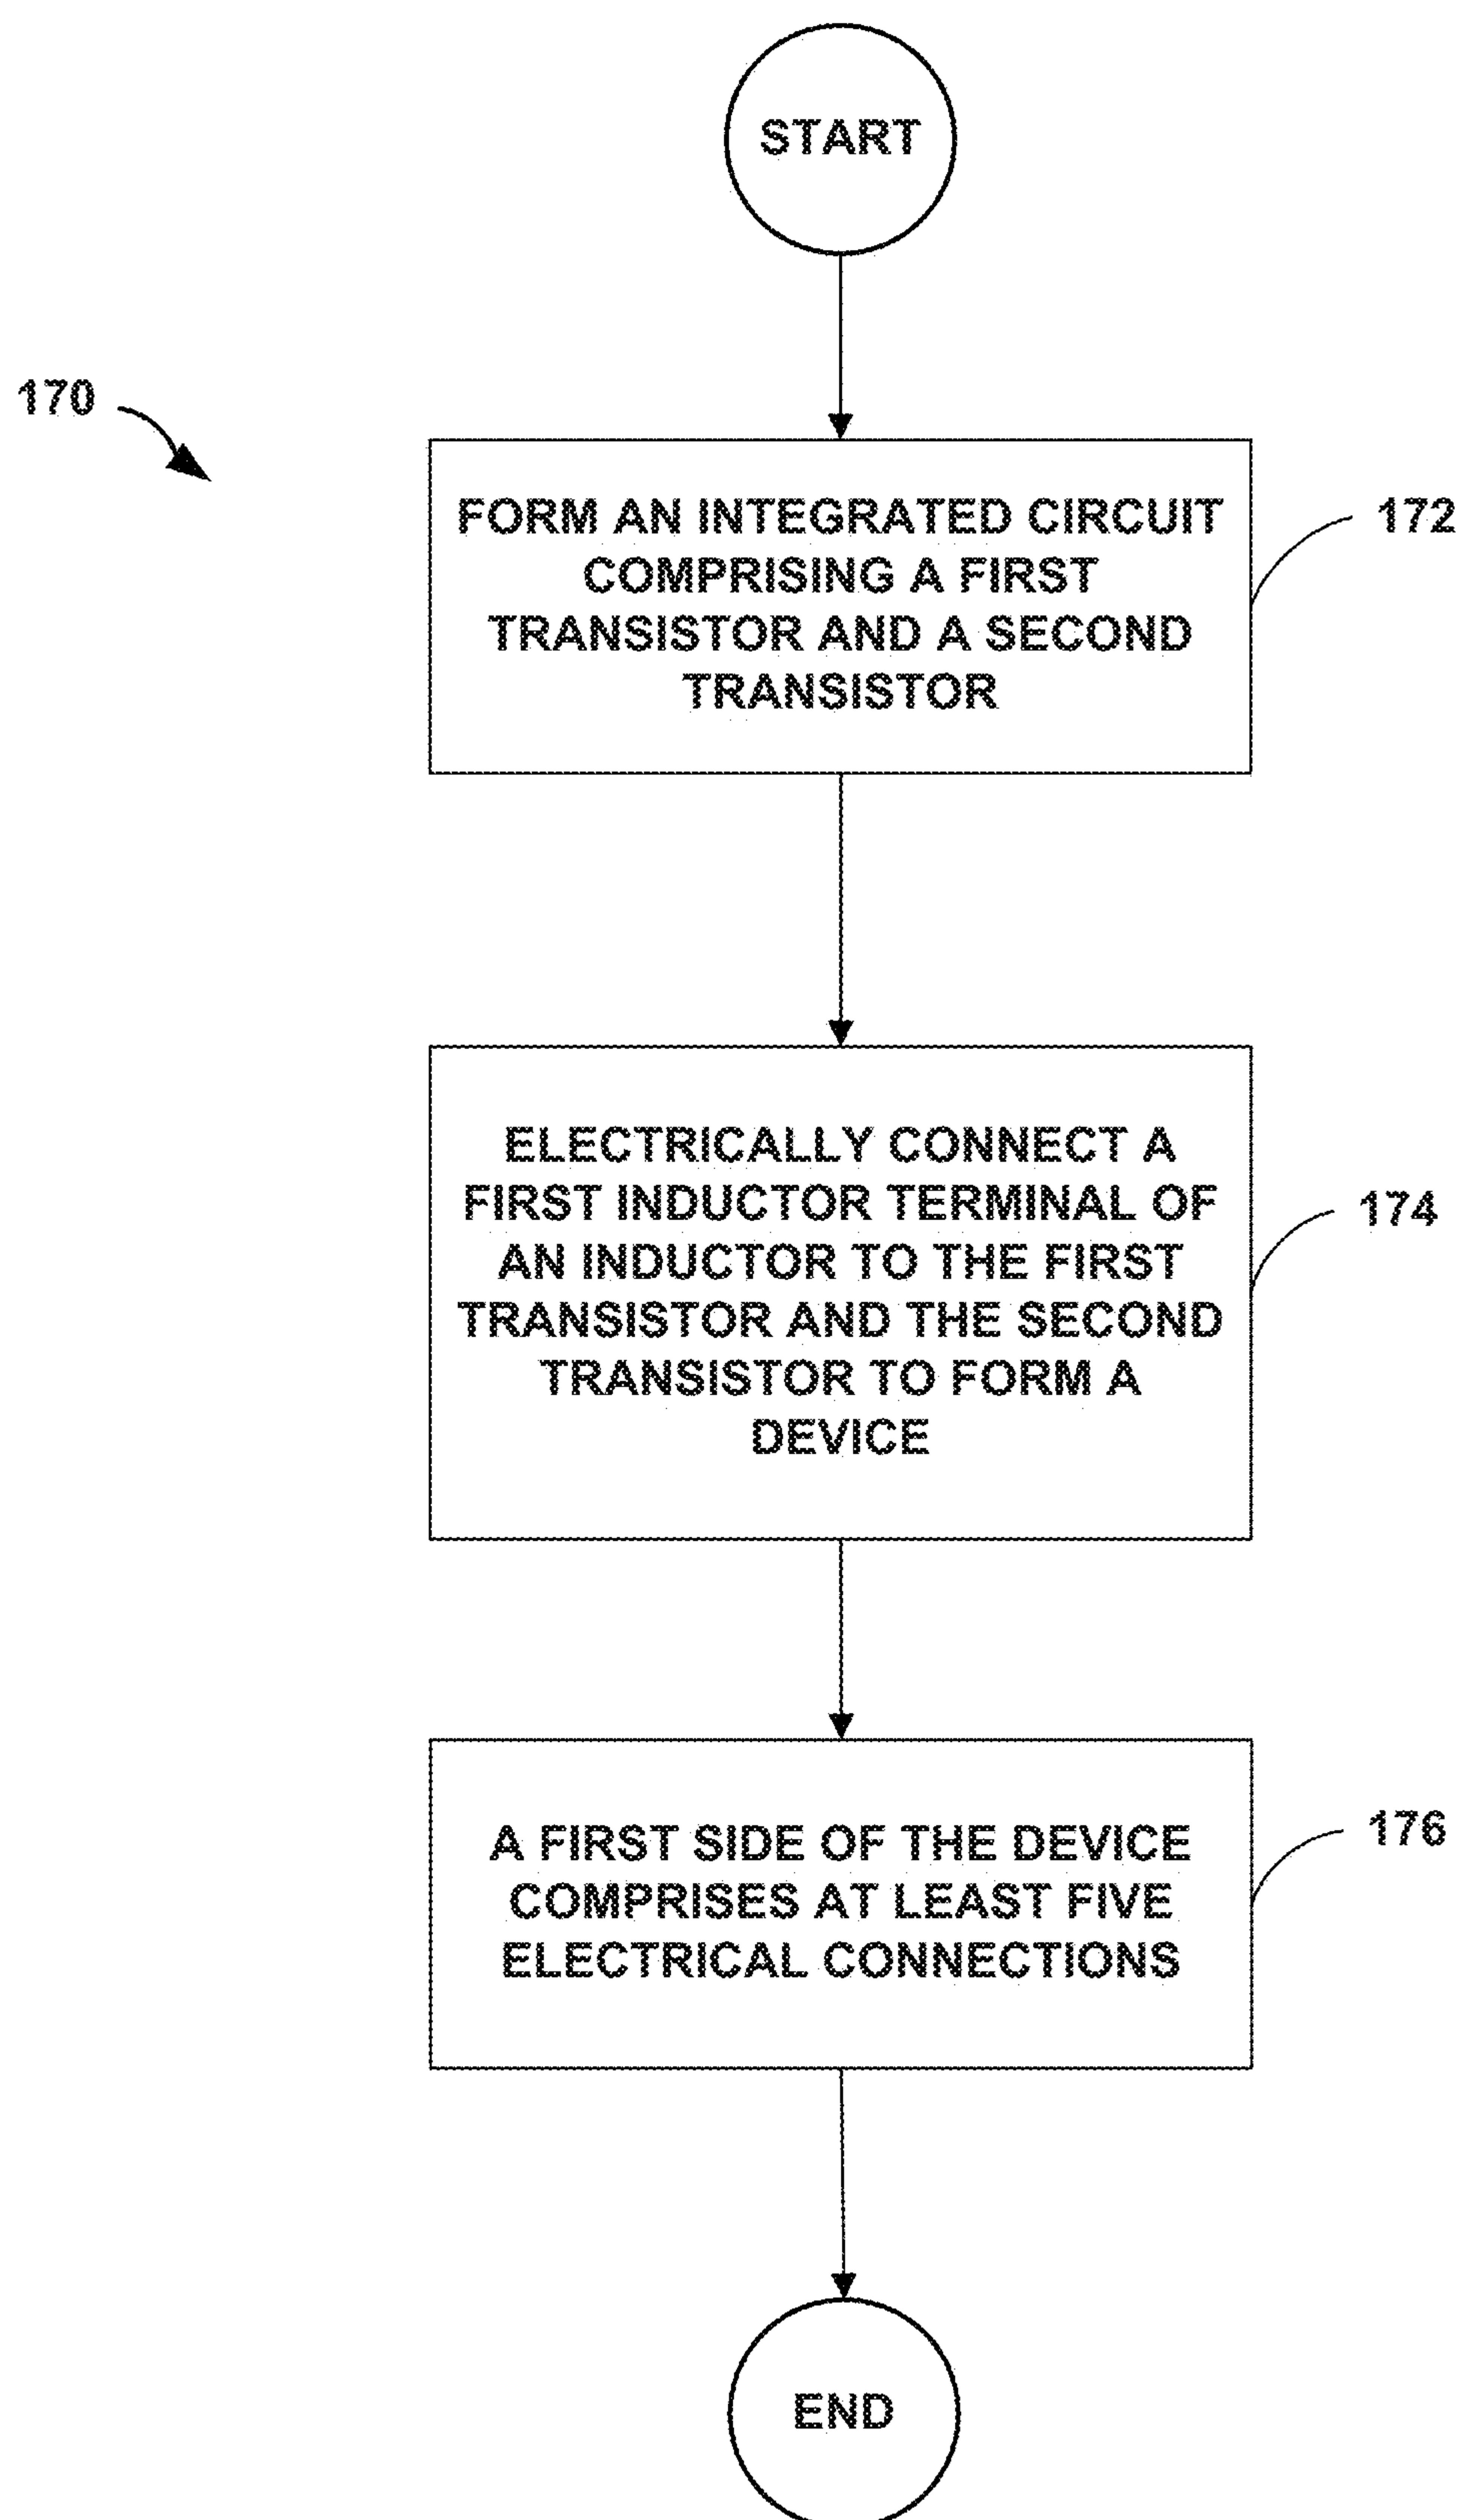 START
170
FORM AN INTEGRATED CIRCUIT
COMPRISING A FIRST
TRANSISTOR AND A SECOND
TRANSISTOR
172
ELECTRICALLY CONNECT A
FIRST INDUCTOR TERMINAL OF
AN INDUCTOR TO THE FIRST
TRANSISTOR AND THE SECOND
TRANSISTOR TO FORM A
DEVICE
174
A FIRST SIDE OF THE DEVICE
COMPRISES AT LEAST FIVE
ELECTRICAL CONNECTIONS
176
END